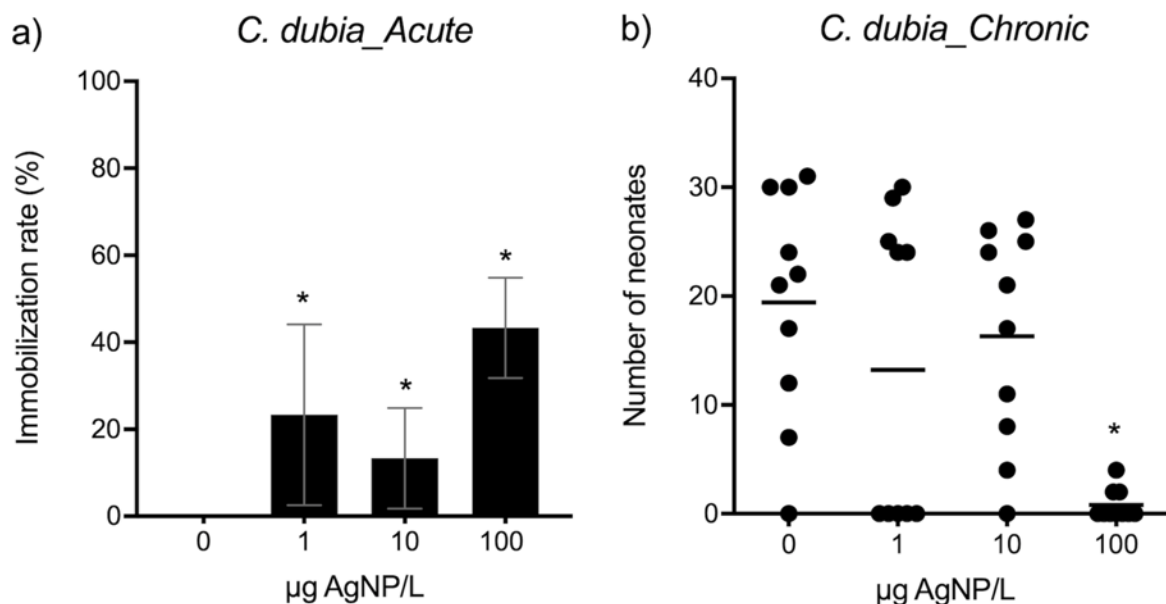 a)
C. dubia_Acute
Immobilization rate (%)
100
80
60
40
20
0
*
*
*
0 1 10 100
µg AgNP/L
b)
C. dubia_Chronic
Number of neonates
40
30
20
10
0
*
0 1 10 100
µg AgNP/L